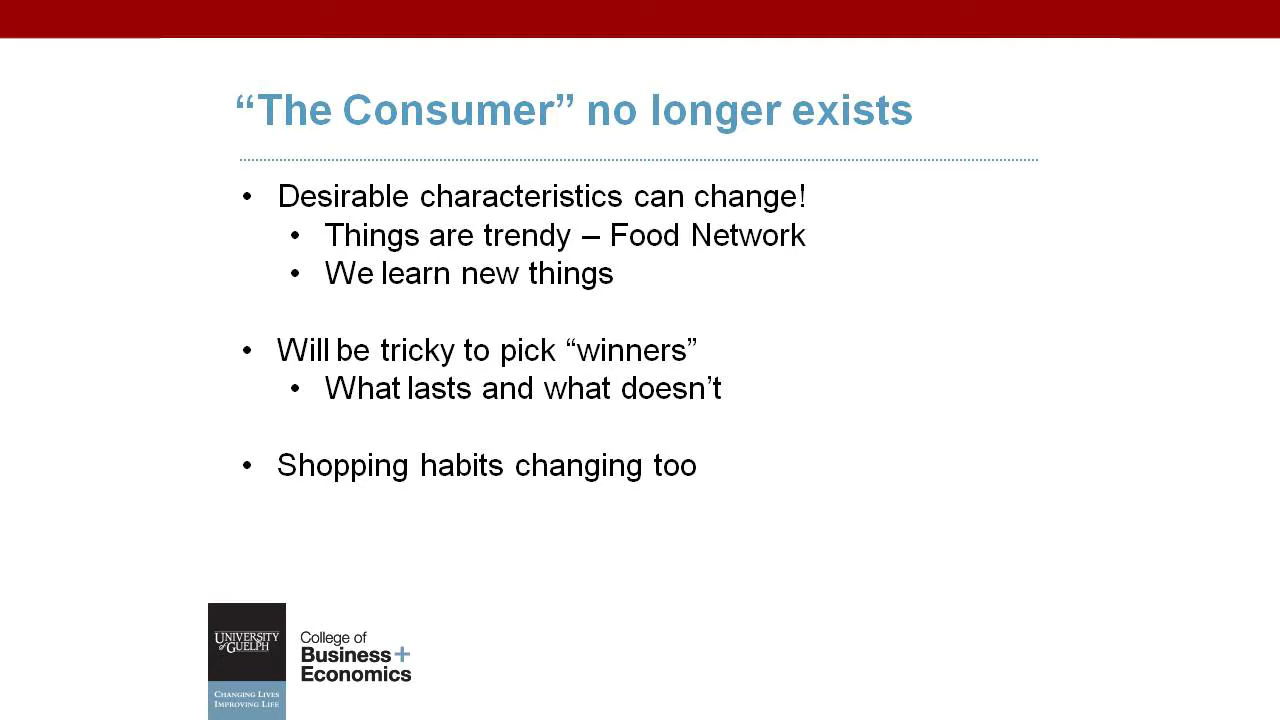 “The Consumer” no longer exists
• Desirable characteristics can change!
• Things are trendy – Food Network
• We learn new things
• Will be tricky to pick “winners”
• What lasts and what doesn’t
• Shopping habits changing too
UNIVERSITY
of GUELPH
CHANGING LIVES
IMPROVING LIFE
College of
Business+
Economics